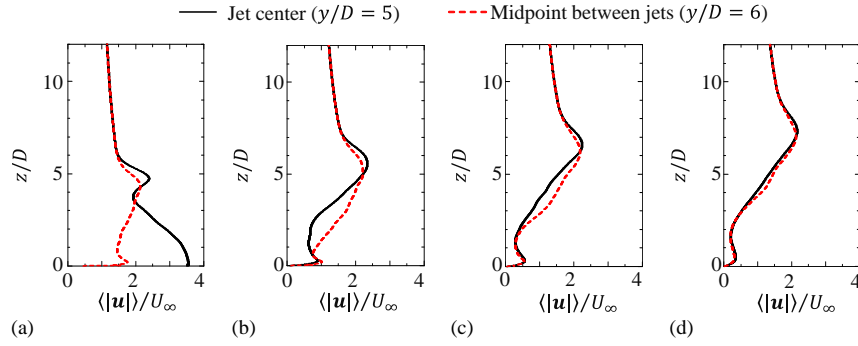 Jet center (y/D = 5) Midpoint between jets (y/D = 6)
10 10 10 10
z/D z/D z/D z/D
5 5 5 5
0 0 0 0
0 2 4 0 2 4 0 2 4 0 2 4
⟨|u|⟩/U∞ ⟨|u|⟩/U∞ ⟨|u|⟩/U∞ ⟨|u|⟩/U∞
(a) (b) (c) (d)